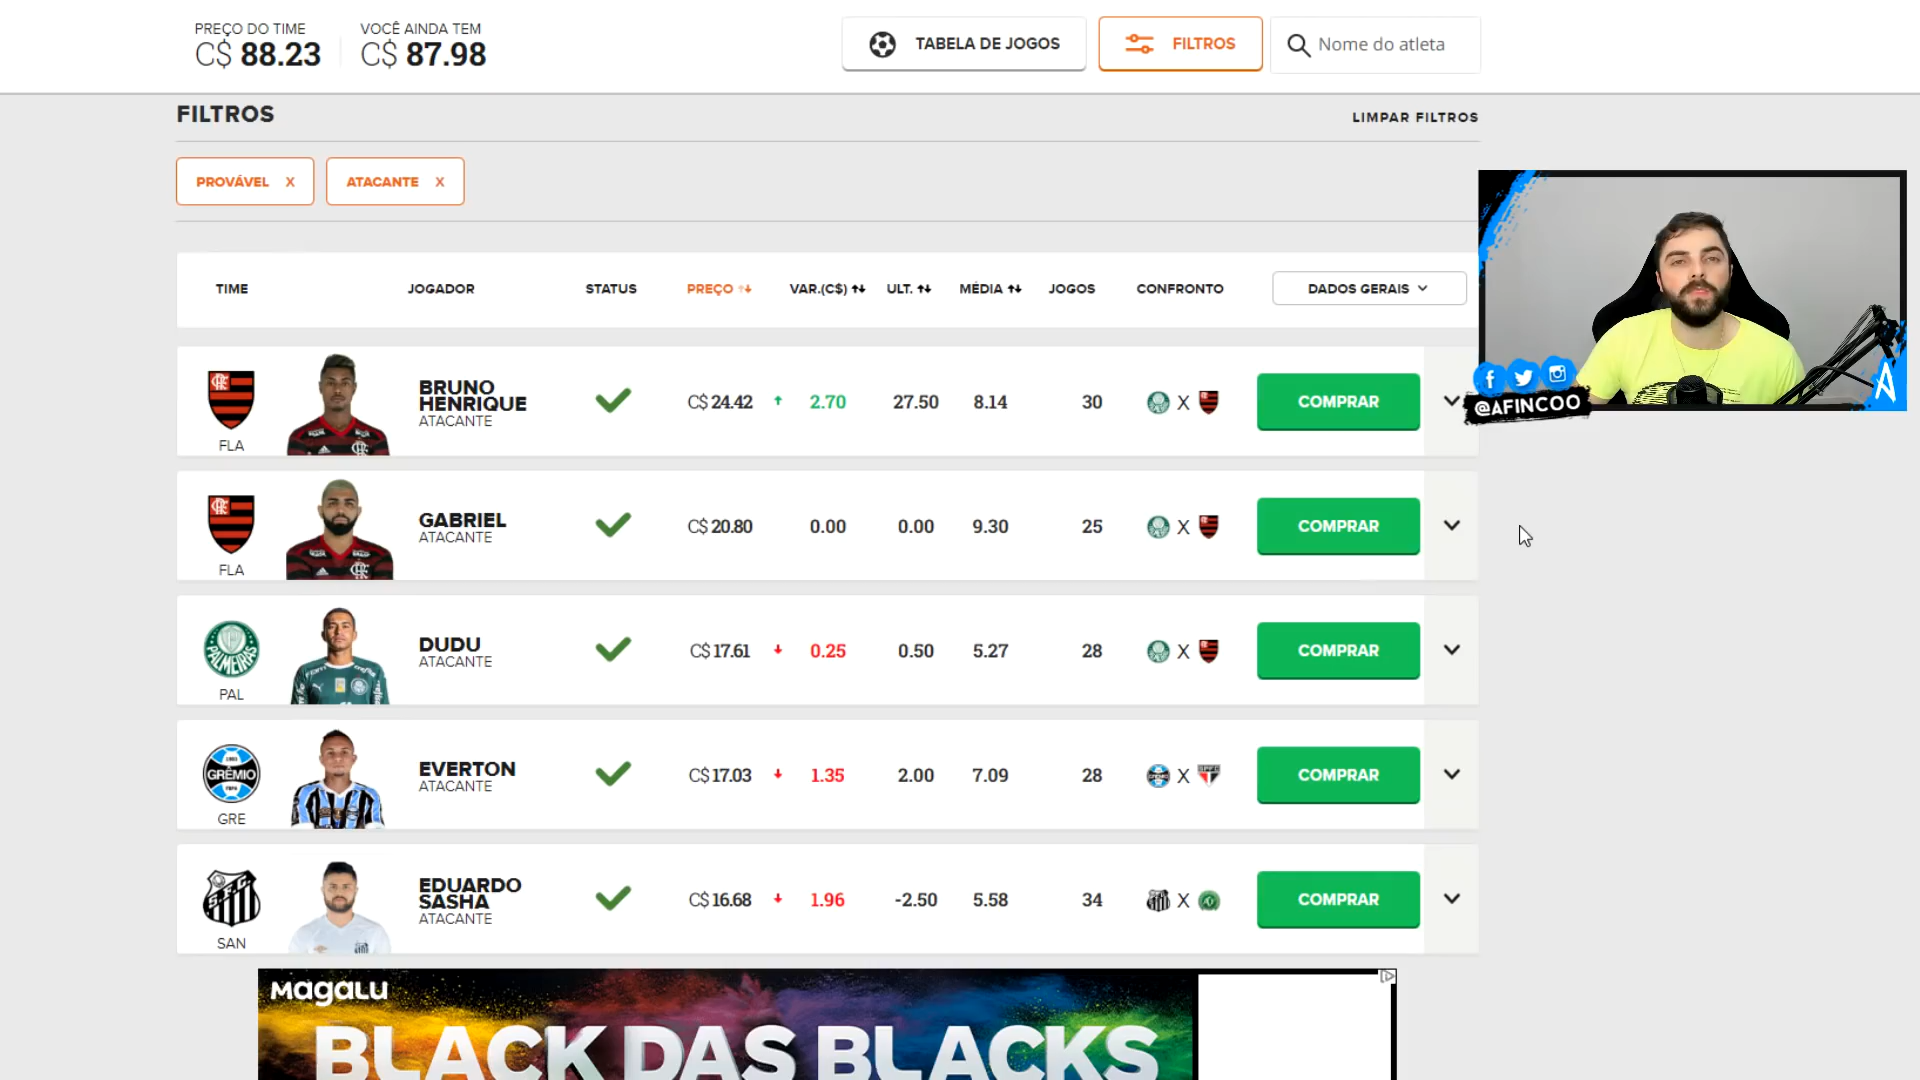 PREÇO DO TIME
C$ 88.23
VOCÊ AINDA TEM
C$ 87.98
TABELA DE JOGOS
FILTROS
Nome do atleta
FILTROS
LIMPAR FILTROS
PROVÁVEL X
ATACANTE X
TIME JOGADOR STATUS PREÇO VAR.(C$) ULT. MÉDIA JOGOS CONFRONTO DADOS GERAIS
FLA
BRUNO
HENRIQUE
ATACANTE
C$ 24.42 2.70 27.50 8.14 30 X COMPRAR
@AFINCOO
FLA
GABRIEL
ATACANTE
C$ 20.80 0.00 0.00 9.30 25 X COMPRAR
PALMEIRAS
PAL
DUDU
ATACANTE
C$ 17.61 0.25 0.50 5.27 28 X COMPRAR
GRÊMIO
GRE
EVERTON
ATACANTE
C$ 17.03 1.35 2.00 7.09 28 X COMPRAR
SAN
EDUARDO
SASHA
ATACANTE
C$ 16.68 1.96 -2.50 5.58 34 X COMPRAR
Magalu
BLACK DAS BLACKS